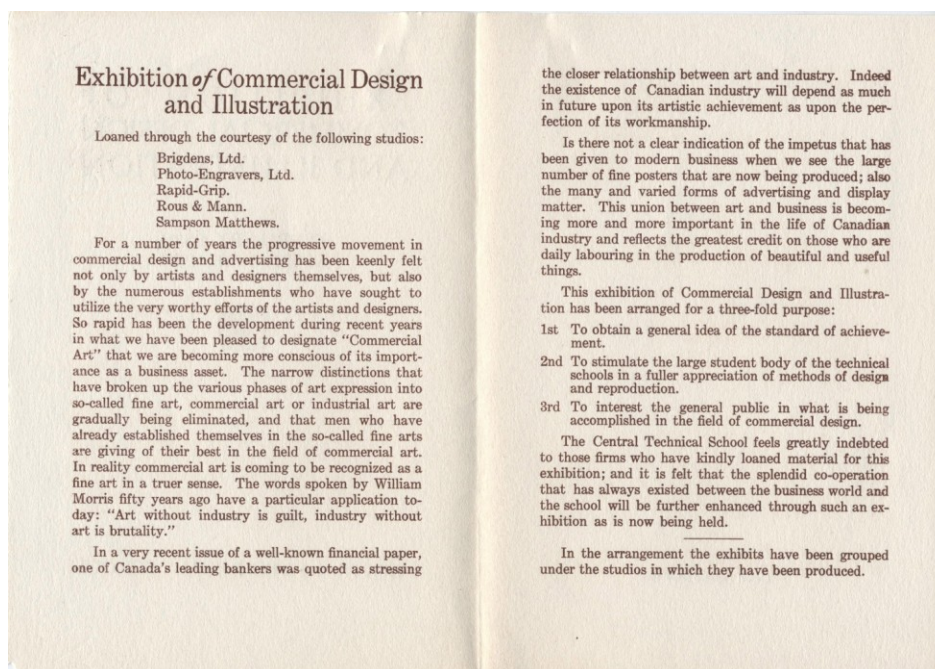 Exhibition of Commercial Design
and Illustration
Loaned through the courtesy of the following studios:
Brigdens, Ltd.
Photo-Engravers, Ltd.
Rapid-Grip.
Rous & Mann.
Sampson Matthews.
For a number of years the progressive movement in
commercial design and advertising has been keenly felt
not only by artists and designers themselves, but also
by the numerous establishments who have sought to
utilize the very worthy efforts of the artists and designers.
So rapid has been the development during recent years
in what we have been pleased to designate "Commercial
Art" that we are becoming more conscious of its import-
ance as a business asset. The narrow distinctions that
have broken up the various phases of art expression into
so-called fine art, commercial art or industrial art are
gradually being eliminated, and that men who have
already established themselves in the so-called fine arts
are giving of their best in the field of commercial art.
In reality commercial art is coming to be recognized as a
fine art in a truer sense. The words spoken by William
Morris fifty years ago have a particular application to-
day: "Art without industry is guilt, industry without
art is brutality."
In a very recent issue of a well-known financial paper,
one of Canada's leading bankers was quoted as stressing
the closer relationship between art and industry. Indeed
the existence of Canadian industry will depend as much
in future upon its artistic achievement as upon the per-
fection of its workmanship.
Is there not a clear indication of the impetus that has
been given to modern business when we see the large
number of fine posters that are now being produced; also
the many and varied forms of advertising and display
matter. This union between art and business is becom-
ing more and more important in the life of Canadian
industry and reflects the greatest credit on those who are
daily labouring in the production of beautiful and useful
things.
This exhibition of Commercial Design and Illustra-
tion has been arranged for a three-fold purpose:
1st To obtain a general idea of the standard of achieve-
ment.
2nd To stimulate the large student body of the technical
schools in a fuller appreciation of methods of design
and reproduction.
3rd To interest the general public in what is being
accomplished in the field of commercial design.
The Central Technical School feels greatly indebted
to those firms who have kindly loaned material for this
exhibition; and it is felt that the splendid co-operation
that has always existed between the business world and
the school will be further enhanced through such an ex-
hibition as is now being held.
In the arrangement the exhibits have been grouped
under the studios in which they have been produced.